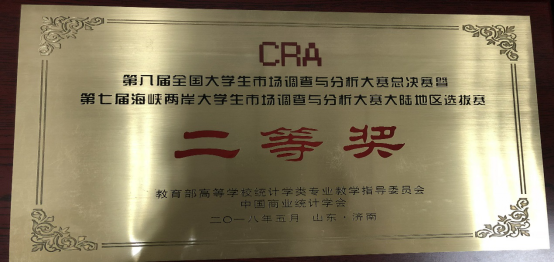 CRA
第八届全国大学生市场调查与分析大赛总决赛暨
第七届海峡两岸大学生市场调查与分析大赛大陆地区选拔赛
二等奖
教育部高等学校统计学类专业教学指导委员会
中国商业统计学会
二〇一八年五月 山东·济南